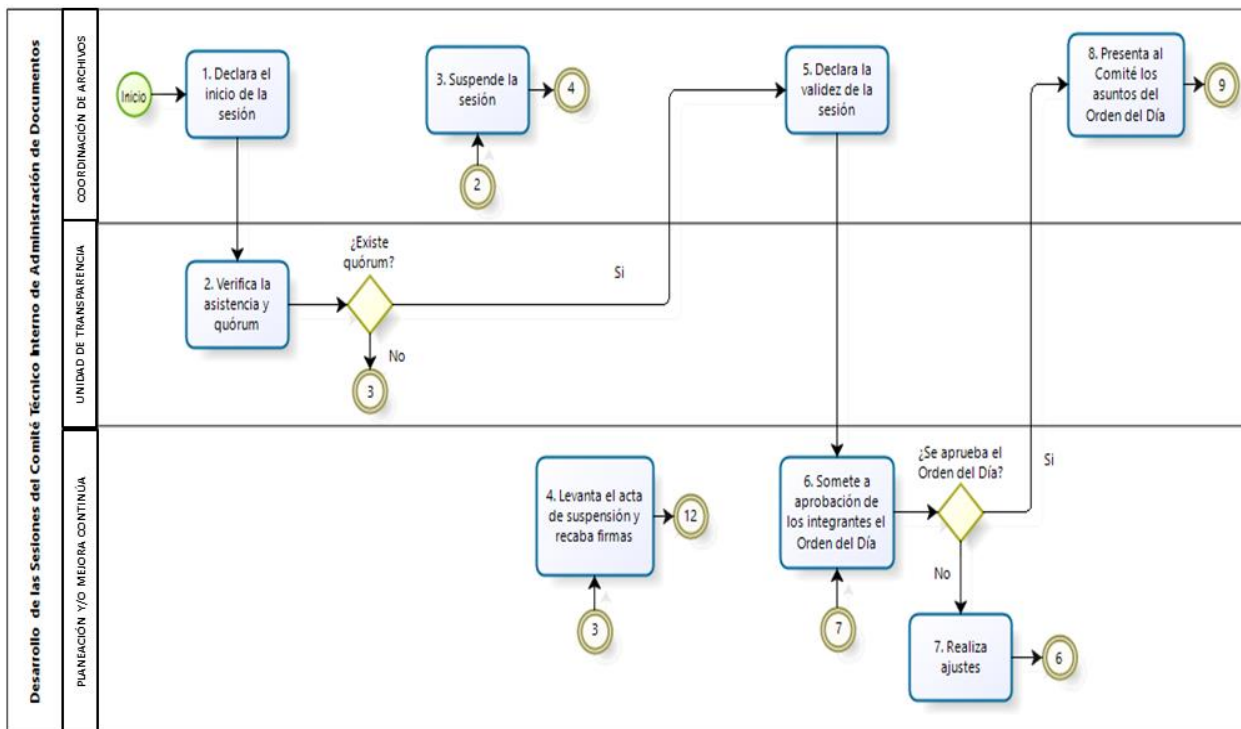 Desarrollo de las Sesiones del Comité Técnico Interno de Administración de Documentos
COORDINACIÓN DE ARCHIVOS
Inicio
1. Declara el
inicio de la
sesión
3. Suspende la
sesión
4
2
5. Declara la
validez de la
sesión
8. Presenta al
Comité los
asuntos del
Orden del Día
9
UNIDAD DE TRANSPARENCIA
2. Verifica la
asistencia y
quórum
¿Existe
quórum?
Si
No
3
PLANEACIÓN Y/O MEJORA CONTINÚA
4. Levanta el acta
de suspensión y
recaba firmas
12
3
6. Somete a
aprobación de
los integrantes el
Orden del Día
7
¿Se aprueba el
Orden del Día?
Si
No
7. Realiza
ajustes
6